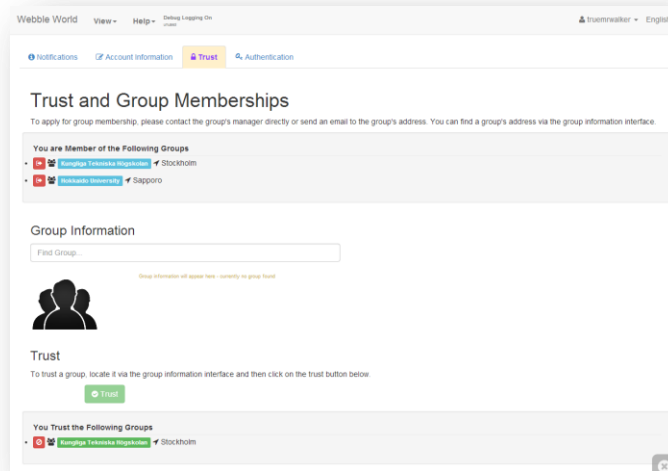 Webble World View Help Debug Logging On truemrwalker English
Notifications Account Information Trust Authentication
Trust and Group Memberships
To apply for group membership, please contact the group's manager directly or send an email to the group's address. You can find a group's address via the group information interface.
You are Member of the Following Groups
Kungliga Tekniska Högskolan Stockholm
Hokkaido University Sapporo
Group Information
Find Group...
Group information will appear here - currently no group found
Trust
To trust a group, locate it via the group information interface and then click on the trust button below.
Trust
You Trust the Following Groups
Kungliga Tekniska Högskolan Stockholm